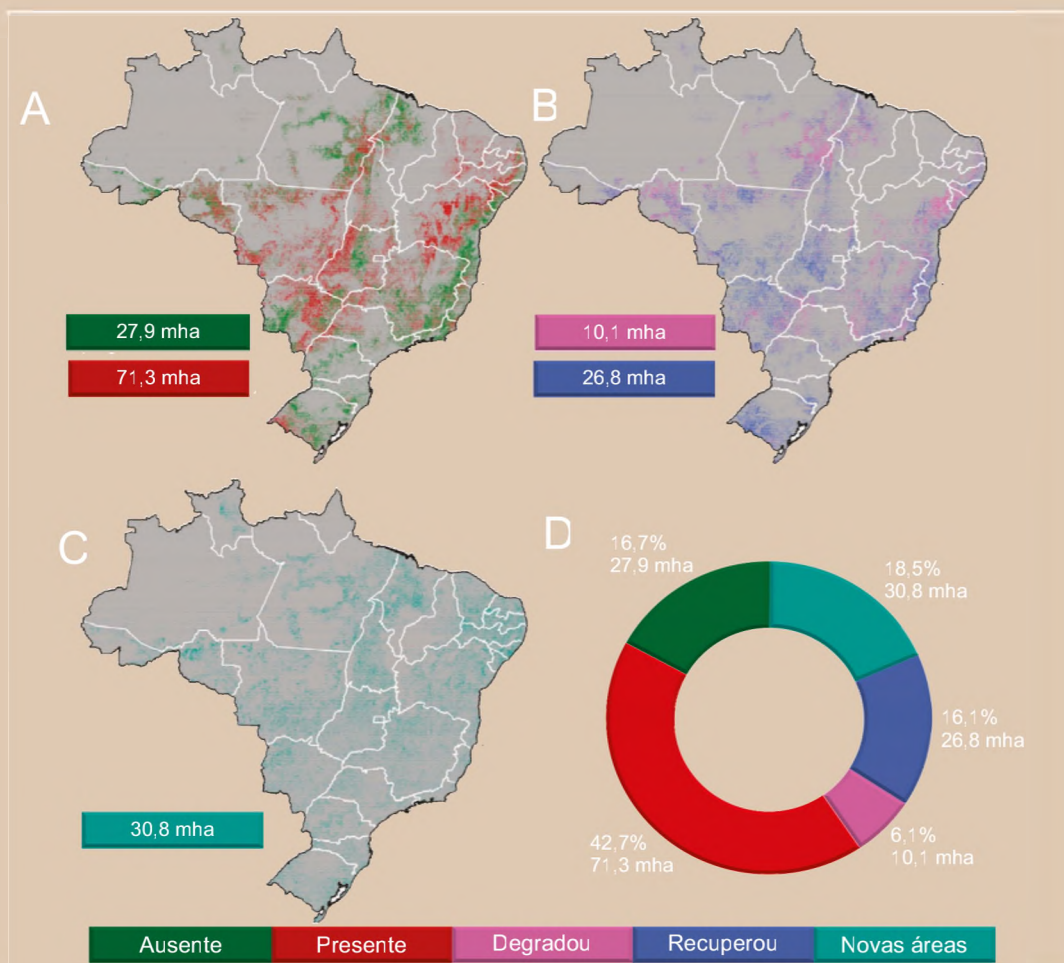 A
27,9 mha
71,3 mha
B
10,1 mha
26,8 mha
C
30,8 mha
D
16,7%
27,9 mha
18,5%
30,8 mha
16,1%
26,8 mha
6,1%
10,1 mha
42,7%
71,3 mha
Ausente
Presente
Degradou
Recuperou
Novas áreas